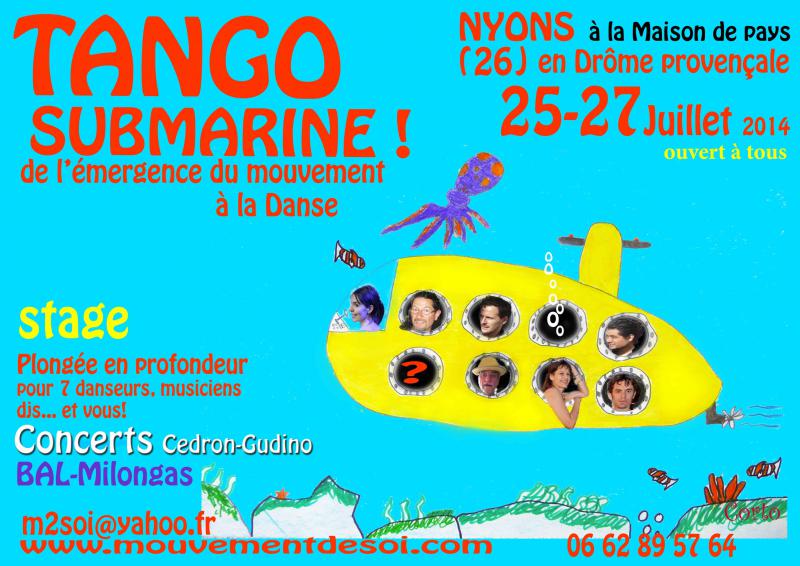 TANGO
SUBMARINE !
de l'émergence du mouvement
à la Danse
NYONS à la Maison de pays
(26) en Drôme provençale
25-27 Juillet 2014
ouvert à tous
stage
Plongée en profondeur
pour 7 danseurs, musiciens
djs... et vous!
Concerts Cedron-Gudino
BAL-Milongas
?
m2soi@yahoo.fr
www.mouvementdesoi.com
Corto
06 62 89 57 64